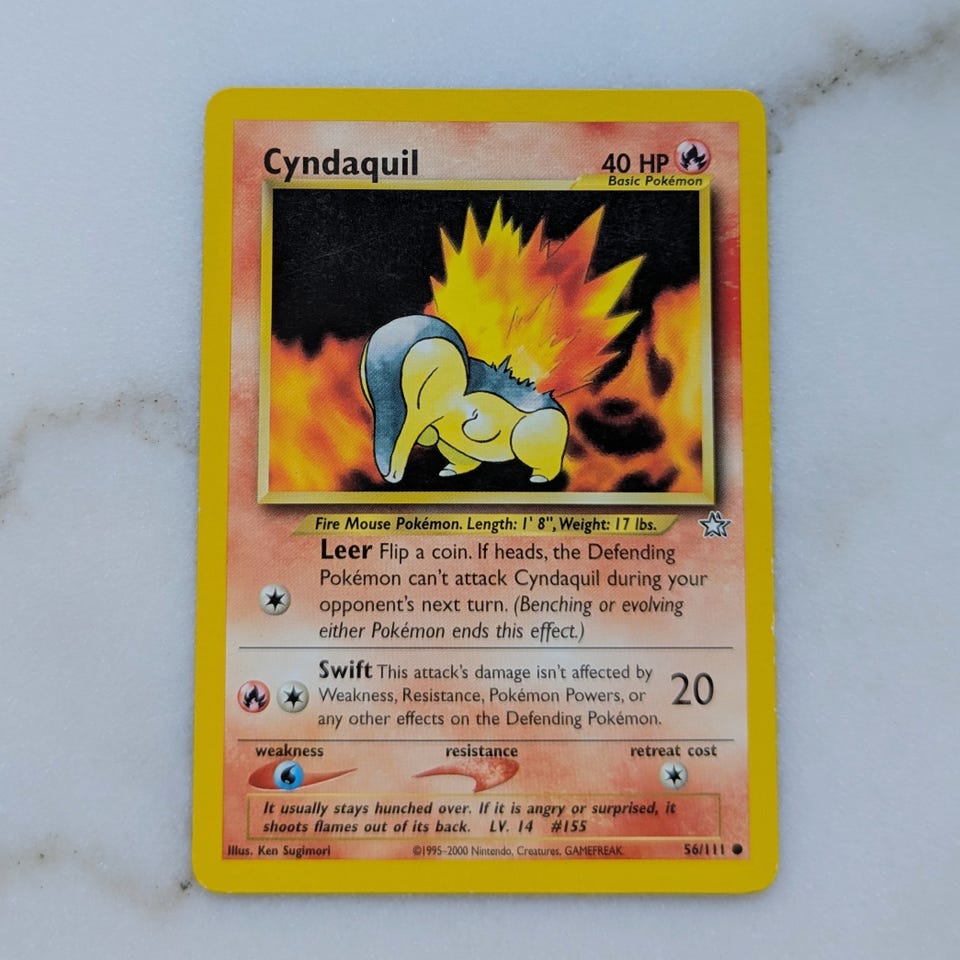 Cyndaquil 40 HP
Basic Pokémon
Fire Mouse Pokémon. Length: 1' 8", Weight: 17 lbs.
Leer Flip a coin. If heads, the Defending
Pokémon can't attack Cyndaquil during your
opponent's next turn. (Benching or evolving
either Pokémon ends this effect.)
Swift This attack's damage isn't affected by
Weakness, Resistance, Pokémon Powers, or
any other effects on the Defending Pokémon.
20
weakness resistance retreat cost
It usually stays hunched over. If it is angry or surprised, it
shoots flames out of its back. LV. 14 #155
Illus. Ken Sugimori ©1995–2000 Nintendo, Creatures, GAMEFREAK. 56/111